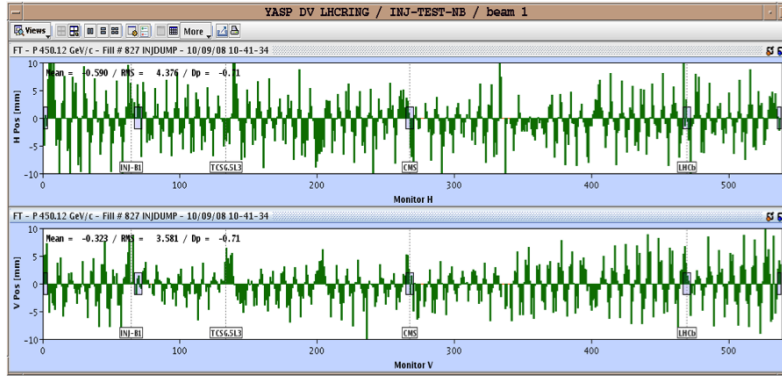 YASP DV LHCRING / INJ-TEST-NB / beam 1
Views More
FT - P 450.12 GeV/c - Fill # 827 INJDUMP - 10/09/08 10-41-34
Mean = -0.590 / RMS = 4.376 / Dp = -0.71
H Pos [mm]
10
5
0
-5
-10
INJ-B1 TCSG.5L3 CMS LHCb
0 100 200 300 400 500
Monitor H
FT - P 450.12 GeV/c - Fill # 827 INJDUMP - 10/09/08 10-41-34
Mean = -0.323 / RMS = 3.581 / Dp = -0.71
V Pos [mm]
10
5
0
-5
-10
INJ-B1 TCSG.5L3 CMS LHCb
0 100 200 300 400 500
Monitor V